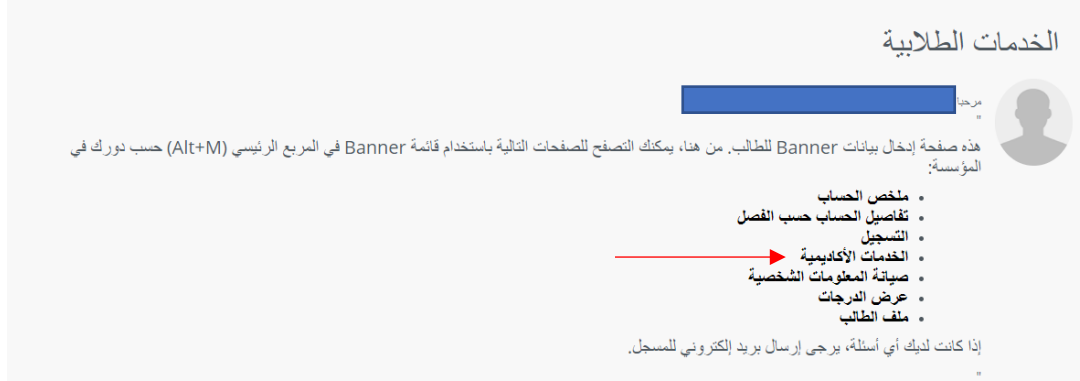 الخدمات الطلابية
مرحبا
"
هذه صفحة إدخال بيانات Banner للطالب. من هنا، يمكنك التصفح للصفحات التالية باستخدام قائمة Banner في المربع الرئيسي (Alt+M) حسب دورك في
المؤسسة:
• ملخص الحساب
• تفاصيل الحساب حسب الفصل
• التسجيل
• الخدمات الأكاديمية
• صيانة المعلومات الشخصية
• عرض الدرجات
• ملف الطالب
إذا كانت لديك أي أسئلة، يرجى إرسال بريد إلكتروني للمسجل.
"